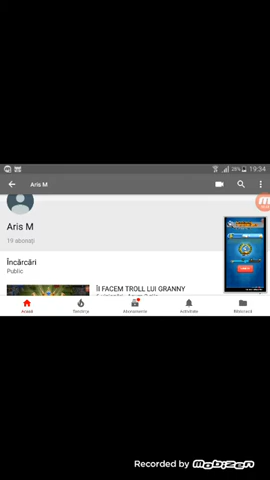 28% 19:34
Aris M
Aris M
19 abonați
Încărcări
Public
ÎI FACEM TROLL LUI GRANNY
Acasă
Tendințe
Abonamente
Activitate
Bibliotecă
Recorded by Mobizen